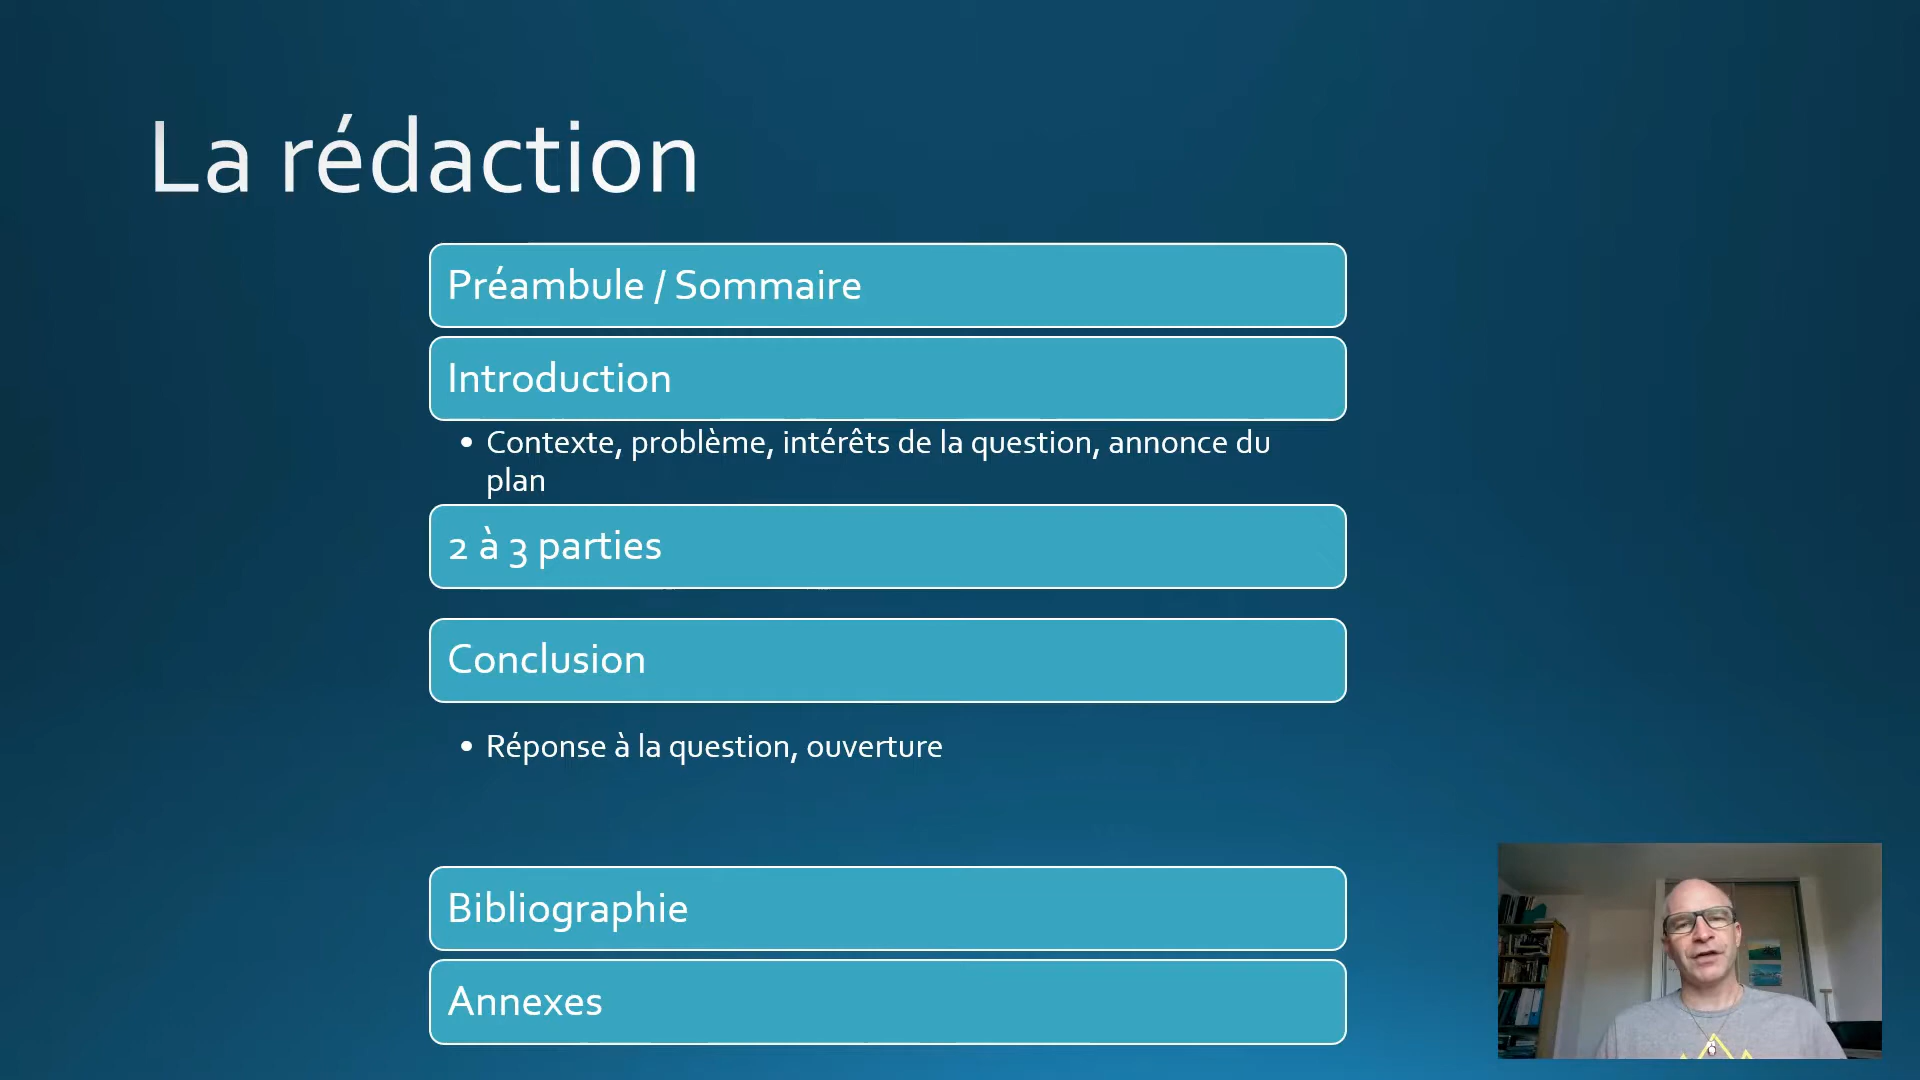 La rédaction
Préambule / Sommaire
Introduction
• Contexte, problème, intérêts de la question, annonce du
plan
2 à 3 parties
Conclusion
• Réponse à la question, ouverture
Bibliographie
Annexes